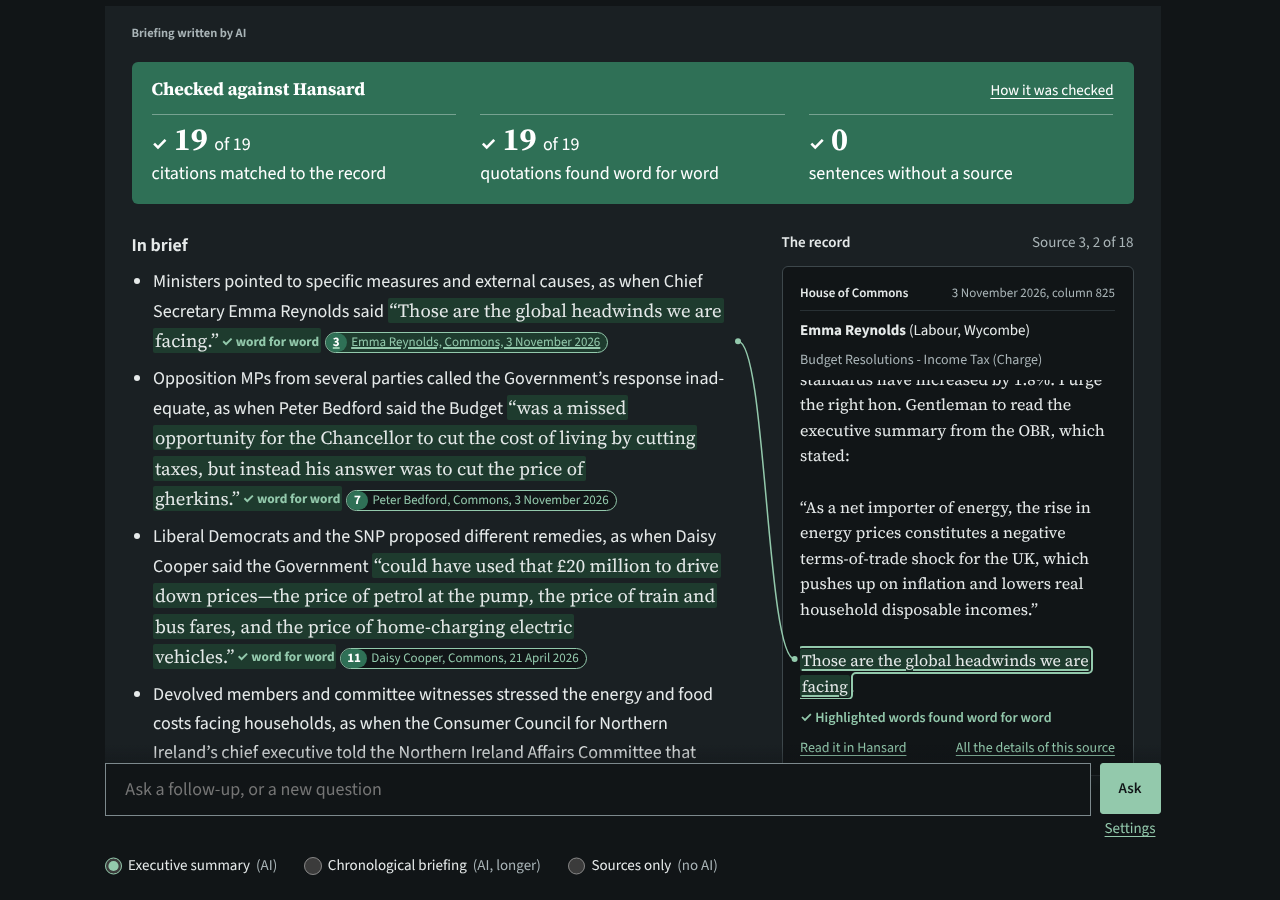 Briefing written by AI
Checked against Hansard
How it was checked
✓ 19 of 19
citations matched to the record
✓ 19 of 19
quotations found word for word
✓ 0
sentences without a source
In brief
• Ministers pointed to specific measures and external causes, as when Chief
Secretary Emma Reynolds said “Those are the global headwinds we are
facing.” ✓ word for word 3 Emma Reynolds, Commons, 3 November 2026
• Opposition MPs from several parties called the Government’s response inad-
equate, as when Peter Bedford said the Budget “was a missed
opportunity for the Chancellor to cut the cost of living by cutting
taxes, but instead his answer was to cut the price of
gherkins.” ✓ word for word 7 Peter Bedford, Commons, 3 November 2026
• Liberal Democrats and the SNP proposed different remedies, as when Daisy
Cooper said the Government “could have used that £20 million to drive
down prices—the price of petrol at the pump, the price of train and
bus fares, and the price of home-charging electric
vehicles.” ✓ word for word 11 Daisy Cooper, Commons, 21 April 2026
• Devolved members and committee witnesses stressed the energy and food
costs facing households, as when the Consumer Council for Northern
Ireland’s chief executive told the Northern Ireland Affairs Committee that
The record
Source 3, 2 of 18
House of Commons
3 November 2026, column 825
Emma Reynolds (Labour, Wycombe)
Budget Resolutions - Income Tax (Charge)
standards have increased by 1.8%. I urge
the right hon. Gentleman to read the
executive summary from the OBR, which
stated:
“As a net importer of energy, the rise in
energy prices constitutes a negative
terms-of-trade shock for the UK, which
pushes up on inflation and lowers real
household disposable incomes.”
Those are the global headwinds we are
facing
✓ Highlighted words found word for word
Read it in Hansard
All the details of this source
Ask a follow-up, or a new question
Ask
Settings
Executive summary (AI)
Chronological briefing (AI, longer)
Sources only (no AI)